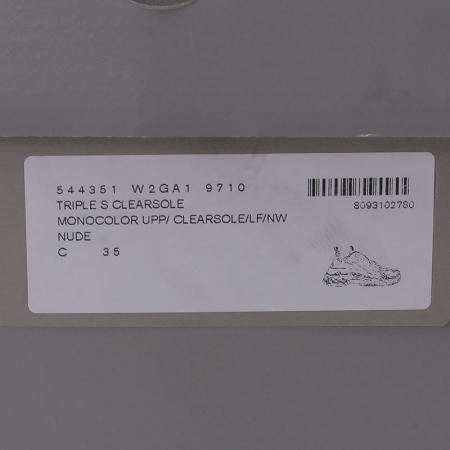 544351 W2GA1 9710
TRIPLE S CLEARSOLE
MONOCOLOR UPP/ CLEARSOLE/LF/NW
NUDE
C 35
8093102780